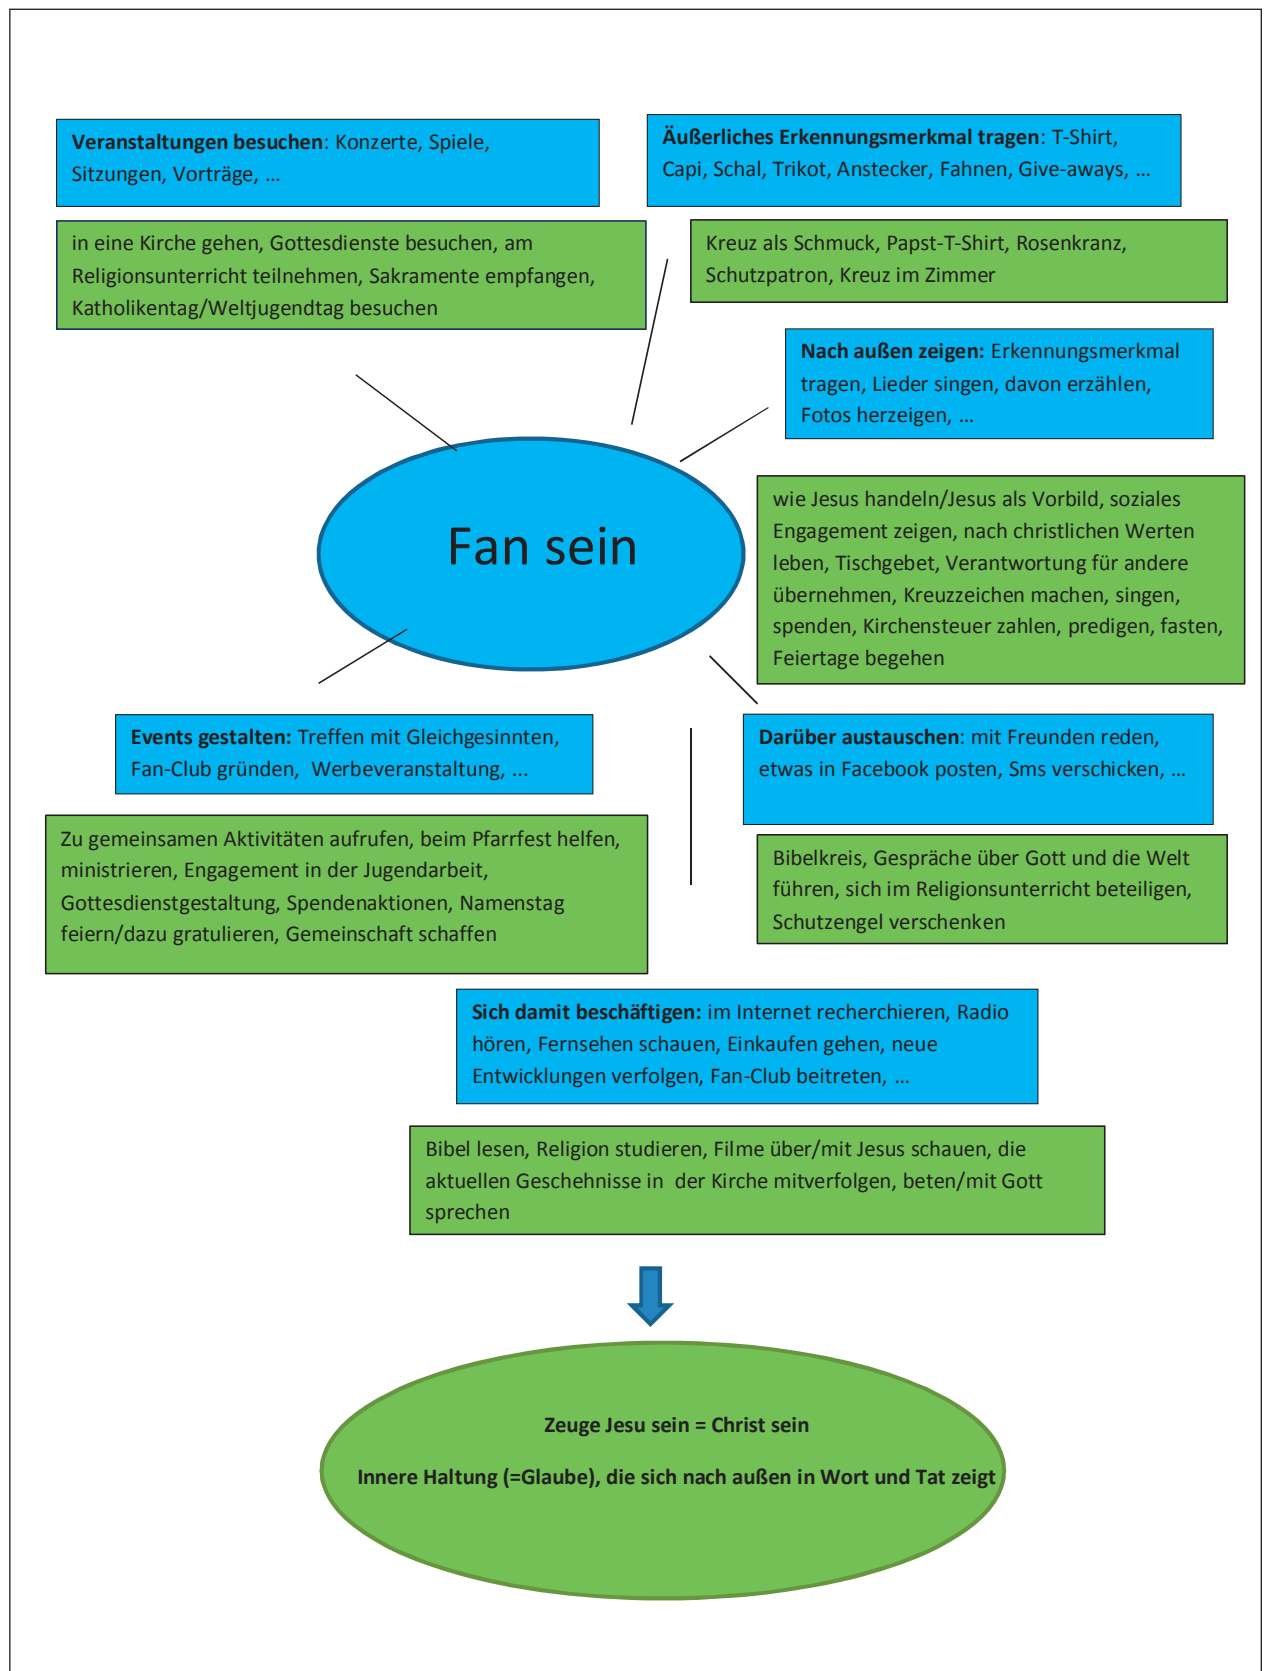 Veranstaltungen besuchen: Konzerte, Spiele,
Sitzungen, Vorträge, ...
Äußerliches Erkennungsmerkmal tragen: T-Shirt,
Capi, Schal, Trikot, Anstecker, Fahnen, Give-aways, ...
in eine Kirche gehen, Gottesdienste besuchen, am
Religionsunterricht teilnehmen, Sakramente empfangen,
Katholikentag/Weltjugendtag besuchen
Kreuz als Schmuck, Papst-T-Shirt, Rosenkranz,
Schutzpatron, Kreuz im Zimmer
Nach außen zeigen: Erkennungsmerkmal
tragen, Lieder singen, davon erzählen,
Fotos herzeigen, ...
Fan sein
wie Jesus handeln/Jesus als Vorbild, soziales
Engagement zeigen, nach christlichen Werten
leben, Tischgebet, Verantwortung für andere
übernehmen, Kreuzzeichen machen, singen,
spenden, Kirchensteuer zahlen, predigen, fasten,
Feiertage begehen
Events gestalten: Treffen mit Gleichgesinnten,
Fan-Club gründen, Werbeveranstaltung, ...
Darüber austauschen: mit Freunden reden,
etwas in Facebook posten, Sms verschicken, ...
Zu gemeinsamen Aktivitäten aufrufen, beim Pfarrfest helfen,
ministrieren, Engagement in der Jugendarbeit,
Gottesdienstgestaltung, Spendenaktionen, Namenstag
feiern/dazu gratulieren, Gemeinschaft schaffen
Bibelkreis, Gespräche über Gott und die Welt
führen, sich im Religionsunterricht beteiligen,
Schutzengel verschenken
Sich damit beschäftigen: im Internet recherchieren, Radio
hören, Fernsehen schauen, Einkaufen gehen, neue
Entwicklungen verfolgen, Fan-Club beitreten, ...
Bibel lesen, Religion studieren, Filme über/mit Jesus schauen, die
aktuellen Geschehnisse in der Kirche mitverfolgen, beten/mit Gott
sprechen
Zeuge Jesu sein = Christ sein
Innere Haltung (=Glaube), die sich nach außen in Wort und Tat zeigt